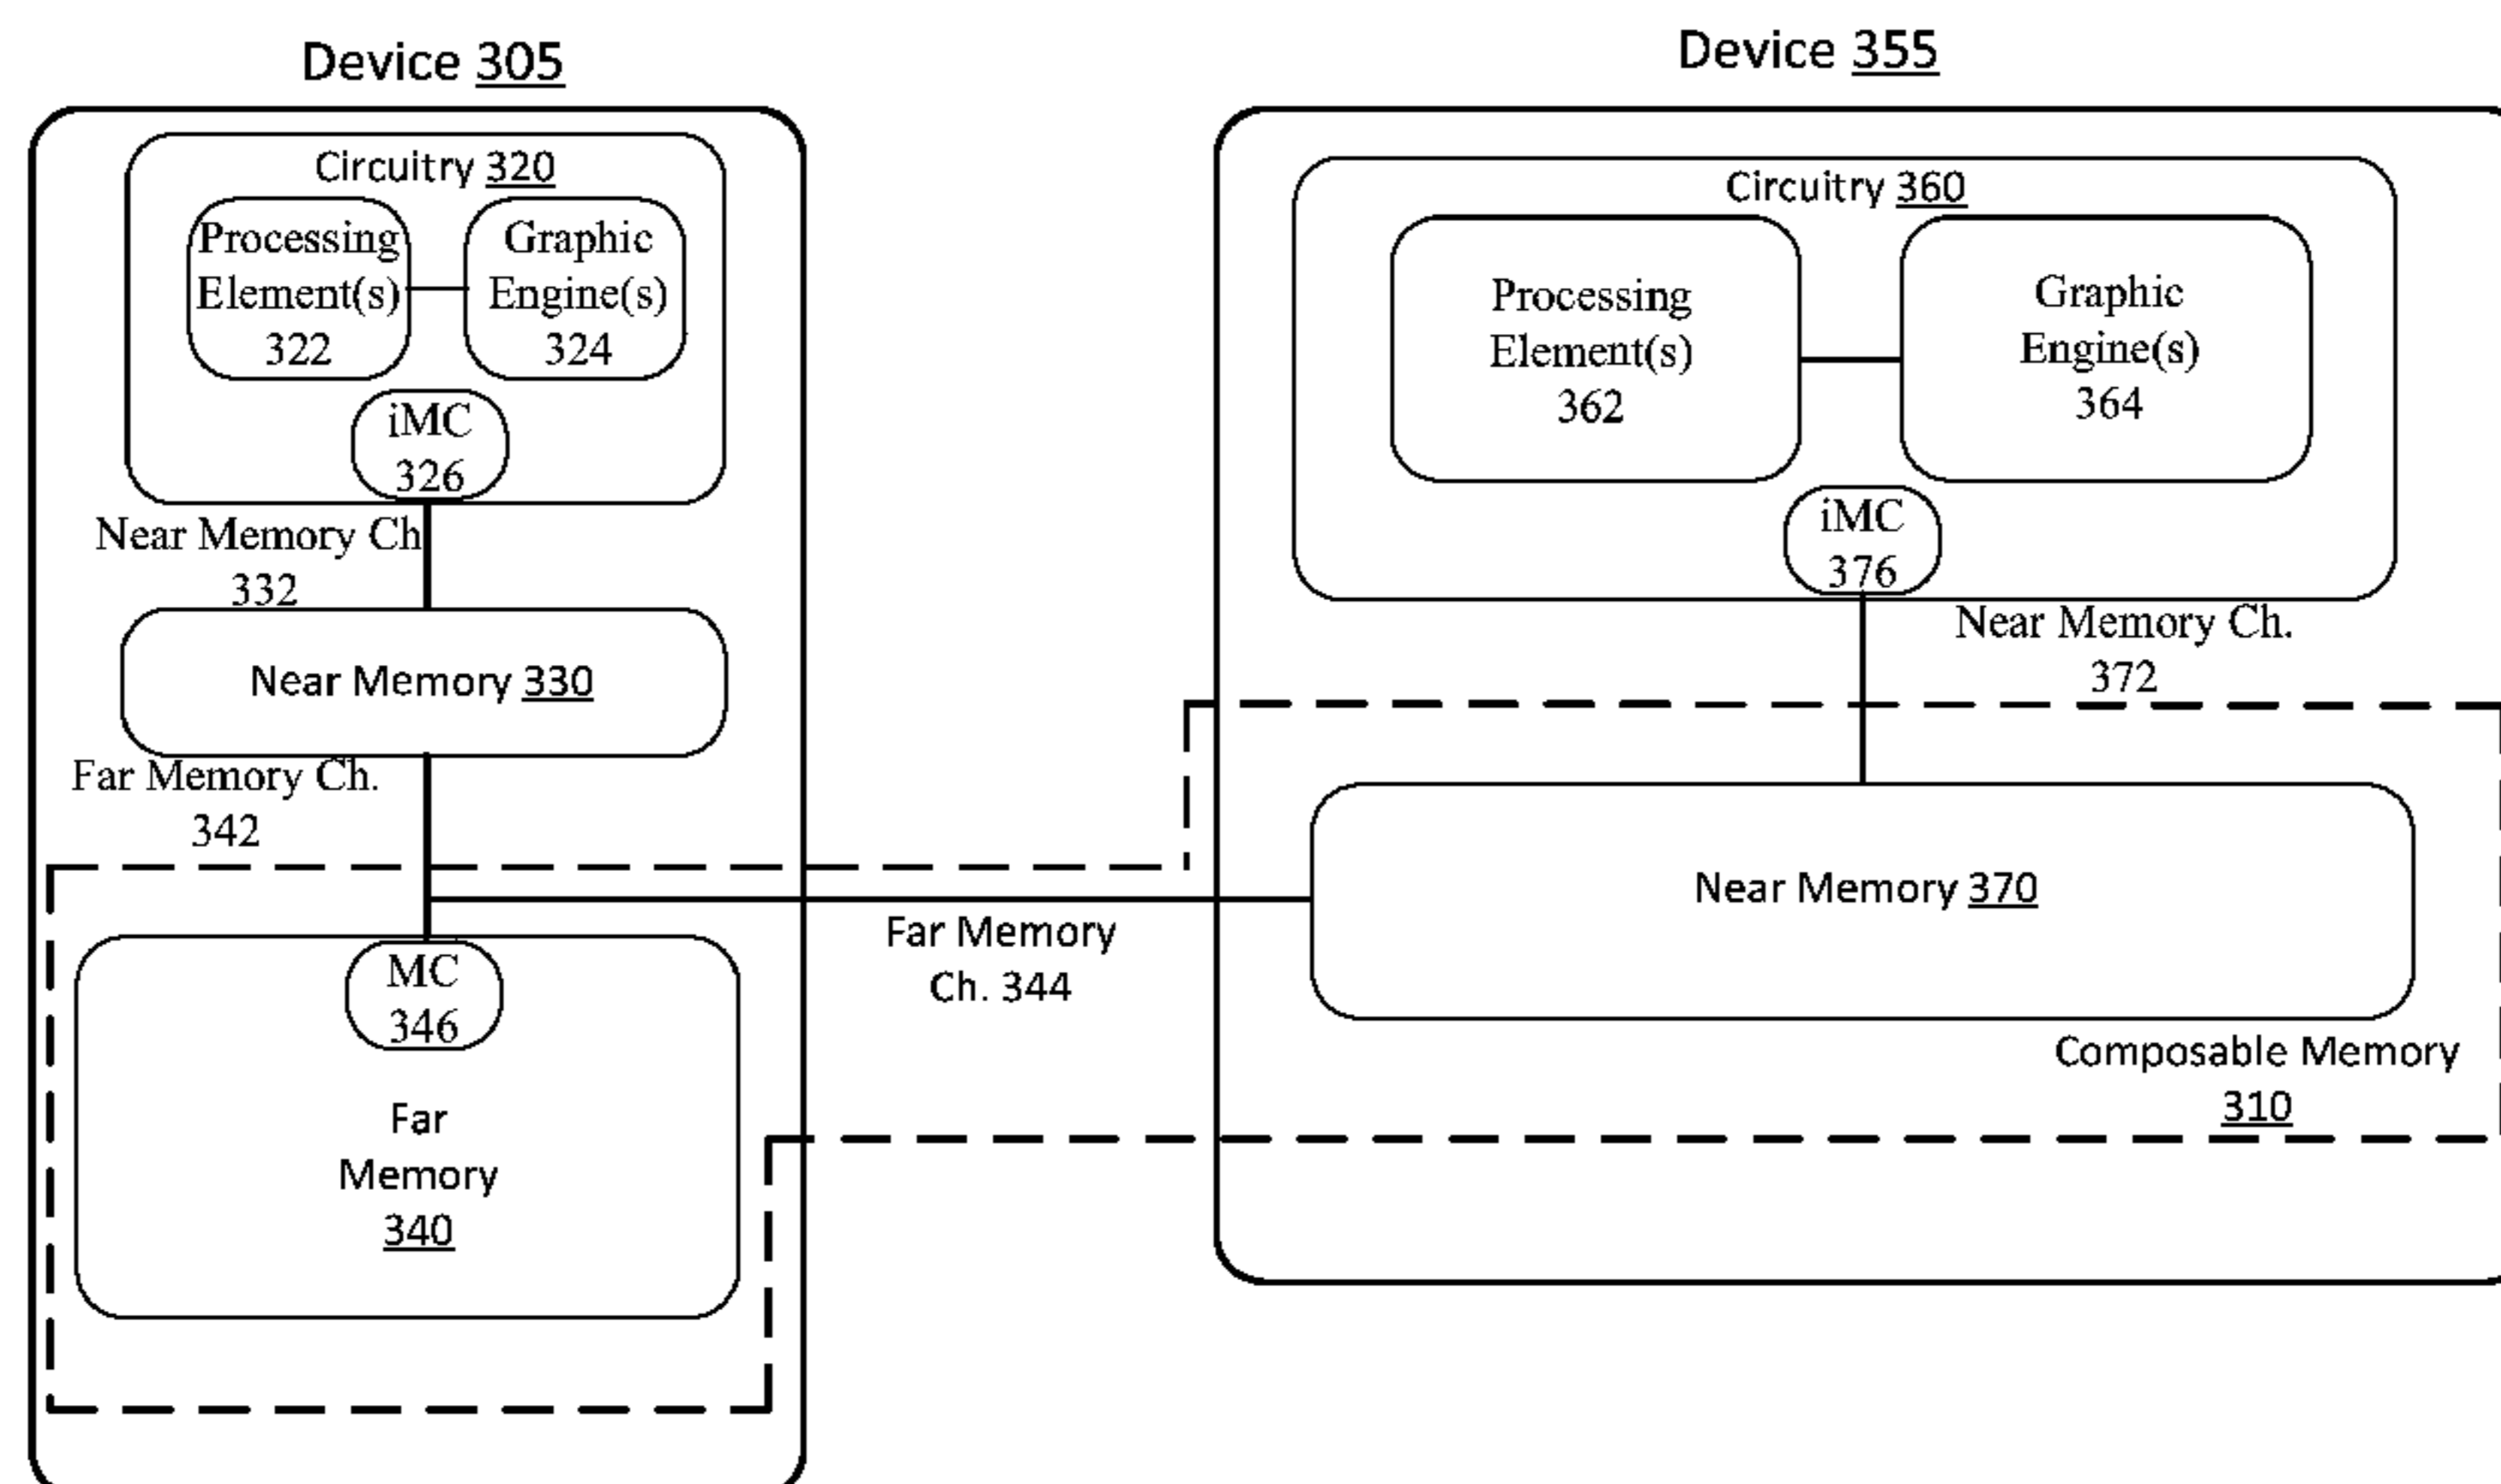 Device 305
Circuitry 320
Processing
Element(s)
322
Graphic
Engine(s)
324
iMC
326
Near Memory Ch
332
Near Memory 330
Far Memory Ch.
342
MC
346
Far
Memory
340
Far Memory
Ch. 344
Device 355
Circuitry 360
Processing
Element(s)
362
Graphic
Engine(s)
364
iMC
376
Near Memory Ch.
372
Near Memory 370
Composable Memory
310